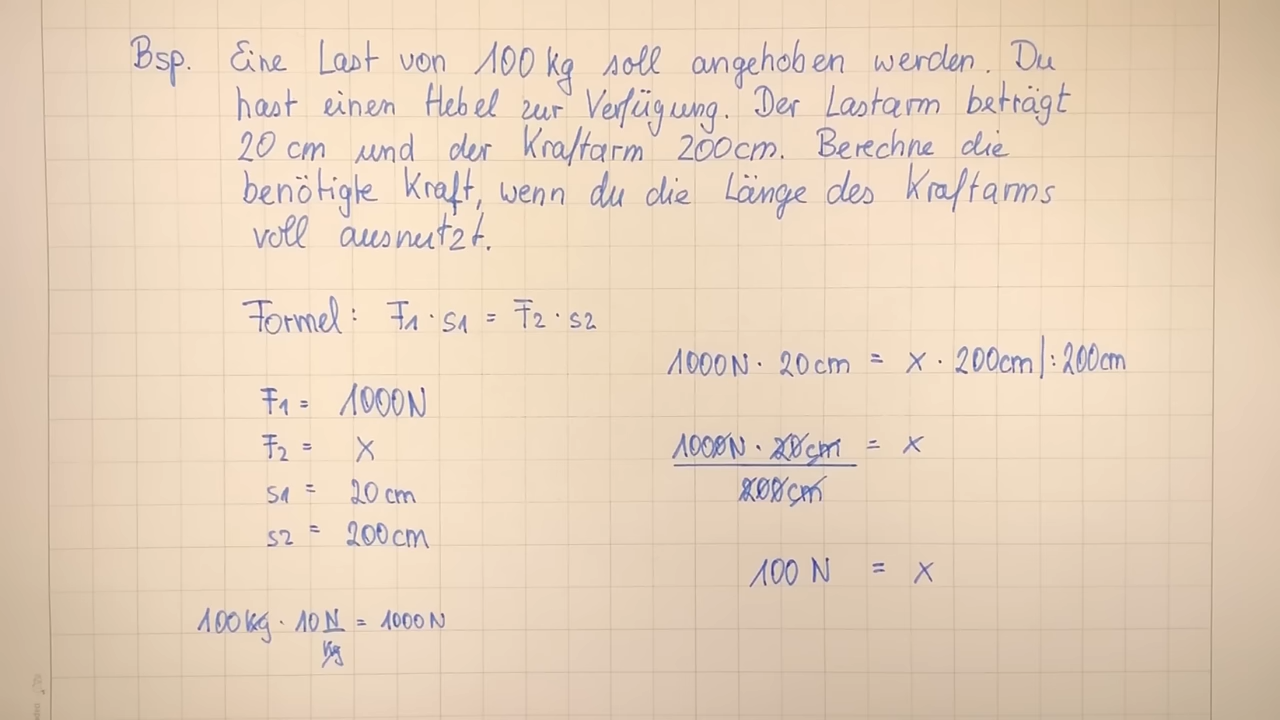 Bsp. Eine Last von 100 kg soll angehoben werden. Du
hast einen Hebel zur Verfügung. Der Lastarm beträgt
20 cm und der Kraftarm 200cm. Berechne die
benötigte Kraft, wenn du die Länge des Kraftarms
voll ausnutzt.
Formel: F1 · s1 = F2 · s2
F1 = 1000N
F2 = X
s1 = 20 cm
s2 = 200cm
100kg · 10 N/kg = 1000 N
1000N · 20cm = x · 200cm |: 200cm
1000N · 20cm / 200cm = x
100 N = x